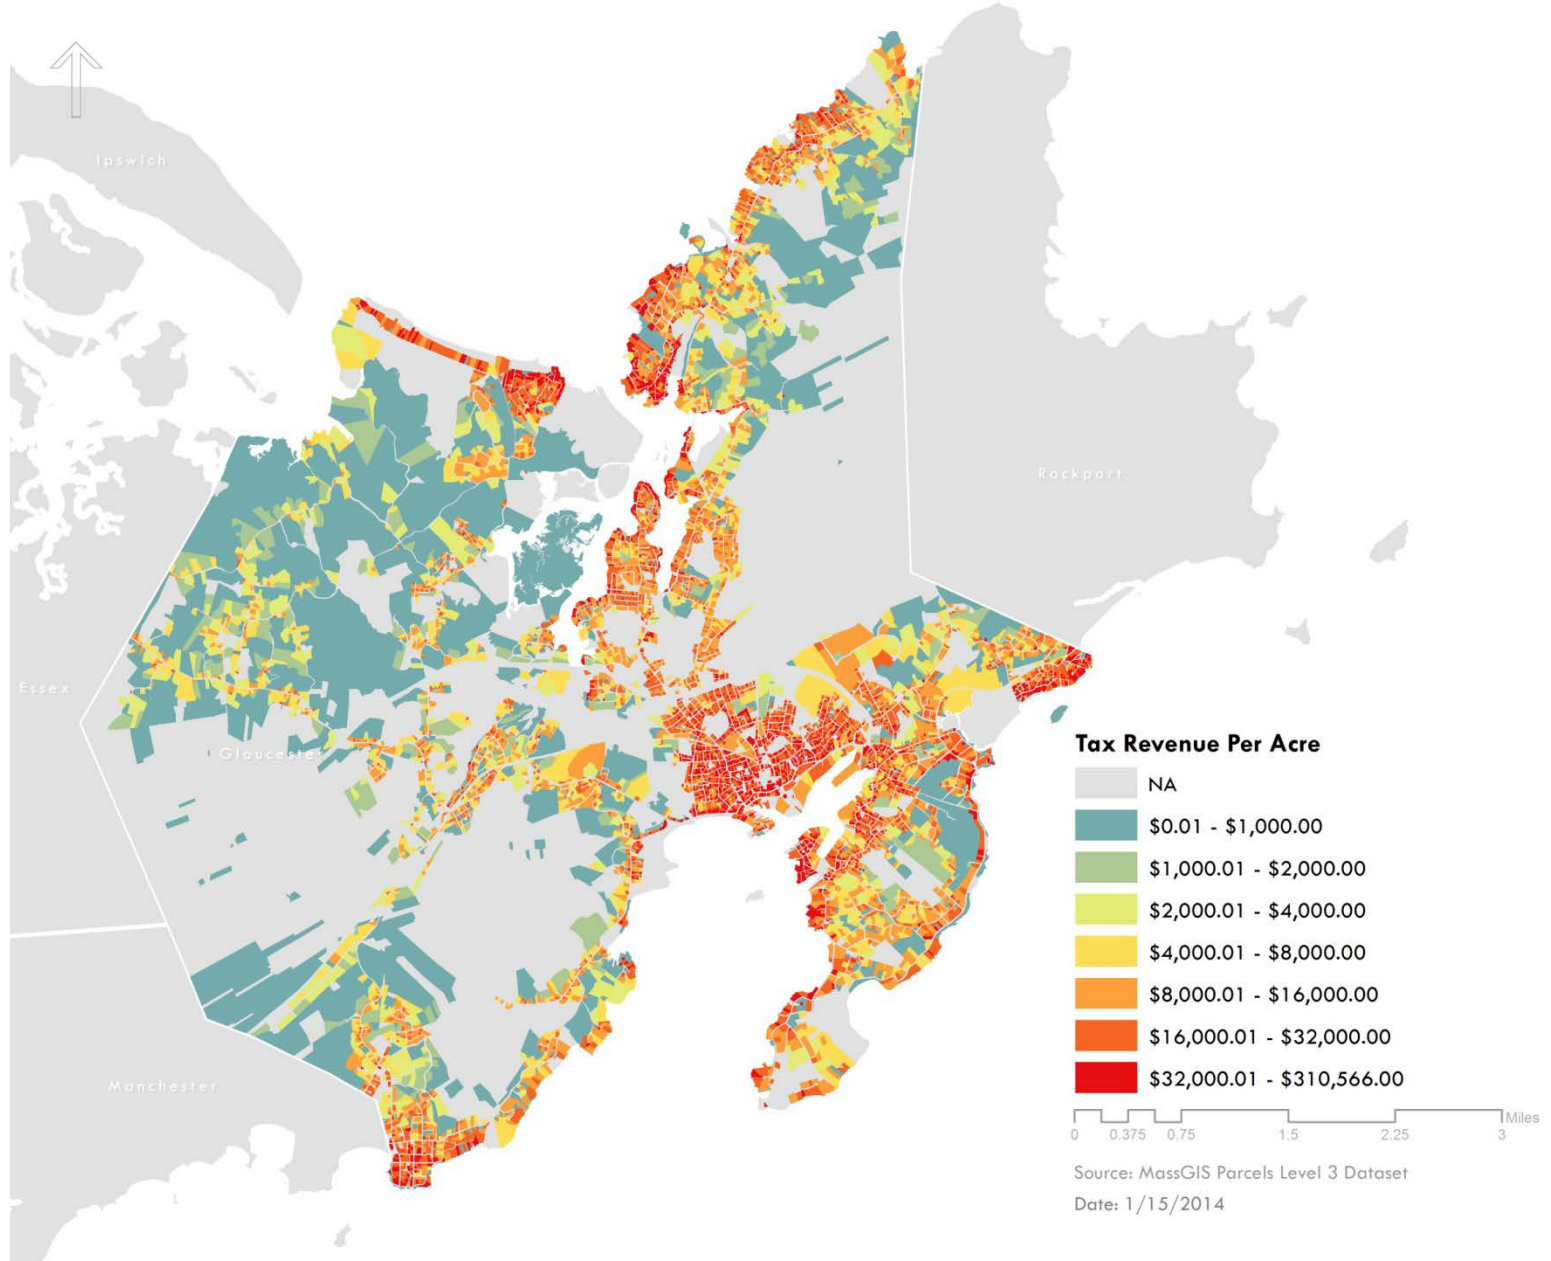 Ipswich
Rockport
Essex
Gloucester
Manchester
Tax Revenue Per Acre
NA
$0.01 - $1,000.00
$1,000.01 - $2,000.00
$2,000.01 - $4,000.00
$4,000.01 - $8,000.00
$8,000.01 - $16,000.00
$16,000.01 - $32,000.00
$32,000.01 - $310,566.00
Miles
0 0.375 0.75 1.5 2.25 3
Source: MassGIS Parcels Level 3 Dataset
Date: 1/15/2014